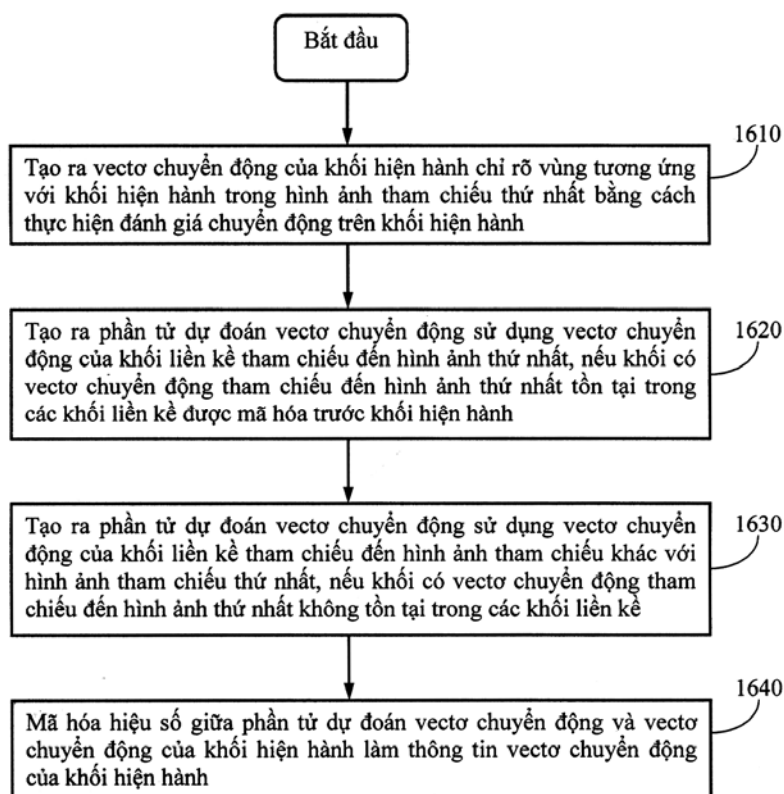 Bắt đầu
1610
Tạo ra vectơ chuyển động của khối hiện hành chỉ rõ vùng tương ứng
với khối hiện hành trong hình ảnh tham chiếu thứ nhất bằng cách
thực hiện đánh giá chuyển động trên khối hiện hành
1620
Tạo ra phần tử dự đoán vectơ chuyển động sử dụng vectơ chuyển
động của khối liền kề tham chiếu đến hình ảnh thứ nhất, nếu khối có
vectơ chuyển động tham chiếu đến hình ảnh thứ nhất tồn tại trong
các khối liền kề được mã hóa trước khối hiện hành
1630
Tạo ra phần tử dự đoán vectơ chuyển động sử dụng vectơ chuyển
động của khối liền kề tham chiếu đến hình ảnh tham chiếu khác với
hình ảnh tham chiếu thứ nhất, nếu khối có vectơ chuyển động tham
chiếu đến hình ảnh thứ nhất không tồn tại trong các khối liền kề
1640
Mã hóa hiệu số giữa phần tử dự đoán vectơ chuyển động và vectơ
chuyển động của khối hiện hành làm thông tin vectơ chuyển động
của khối hiện hành